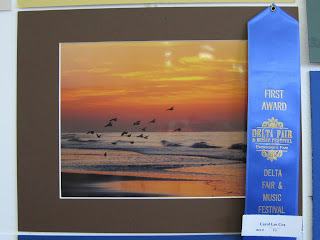 FIRST
AWARD
DELTA FAIR
& MUSIC FESTIVAL
DELTA
FAIR &
MUSIC
FESTIVAL